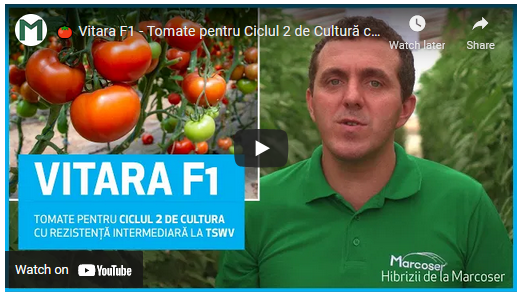 M
Vitara F1 - Tomate pentru Ciclul 2 de Cultură c...
Watch later
Share
VITARA F1
TOMATE PENTRU CICLUL 2 DE CULTURA
CU REZISTENȚĂ INTERMEDIARĂ LA TSWV
Marcoser
Hibrizii de la Marcoser
Watch on YouTube